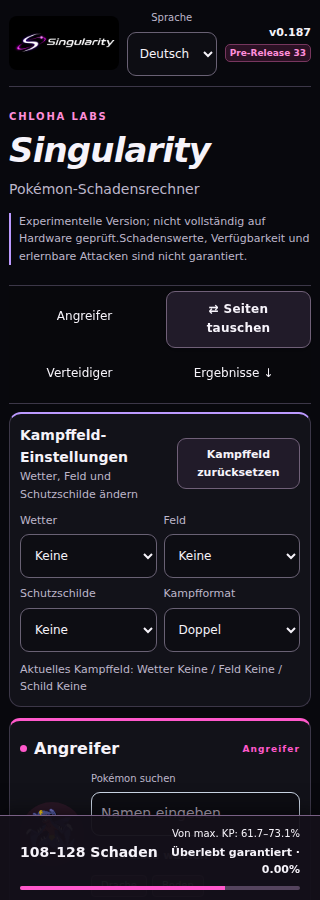 Singularity
Sprache
Deutsch
v0.187
Pre-Release 33
CHLOHA LABS
Singularity
Pokémon-Schadensrechner
Experimentelle Version; nicht vollständig auf
Hardware geprüft.Schadenswerte, Verfügbarkeit und
erlernbare Attacken sind nicht garantiert.
Angreifer
⇄ Seiten
tauschen
Verteidiger
Ergebnisse ↓
Kampffeld-
Einstellungen
Wetter, Feld und
Schutzschilde ändern
Kampffeld
zurücksetzen
Wetter
Feld
Keine
Keine
Schutzschilde
Kampfformat
Keine
Doppel
Aktuelles Kampffeld: Wetter Keine / Feld Keine /
Schild Keine
Angreifer
Angreifer
Pokémon suchen
Namen eingeben
Von max. KP: 61.7–73.1%
108–128 Schaden
Überlebt garantiert ·
0.00%